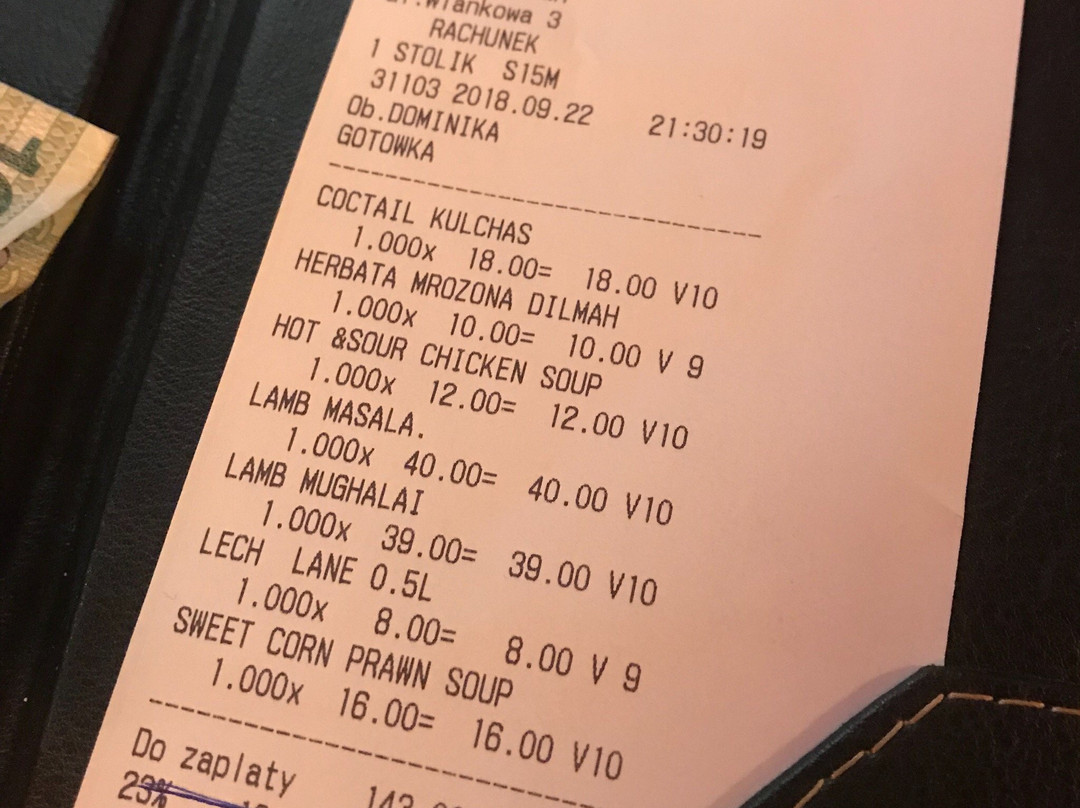 3
RACHUNEK
1 STOLIK S15M
31103 2018.09.22 21:30:19
Ob.DOMINIKA
GOTOWKA
COCTAIL KULCHAS
1.000x 18.00= 18.00 V10
HERBATA MROZONA DILMAH
1.000x 10.00= 10.00 V 9
HOT &SOUR CHICKEN SOUP
1.000x 12.00= 12.00 V10
LAMB MASALA.
1.000x 40.00= 40.00 V10
LAMB MUGHALAI
1.000x 39.00= 39.00 V10
LECH LANE 0.5L
1.000x 8.00= 8.00 V 9
SWEET CORN PRAWN SOUP
1.000x 16.00= 16.00 V10
Do zaplaty
23%